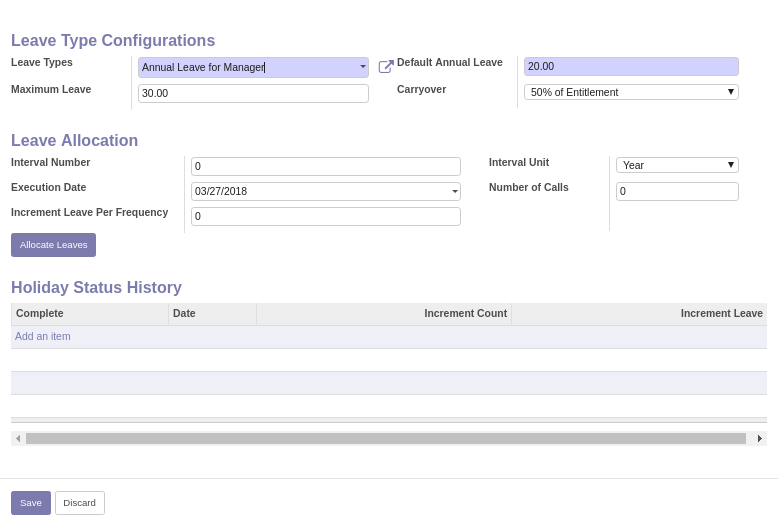 Leave Type Configurations
Leave Types Annual Leave for Manager Default Annual Leave 20.00
Maximum Leave 30.00 Carryover 50% of Entitlement
Leave Allocation
Interval Number 0 Interval Unit Year
Execution Date 03/27/2018 Number of Calls 0
Increment Leave Per Frequency 0
Allocate Leaves
Holiday Status History
Complete Date Increment Count Increment Leave
Add an item
Save Discard